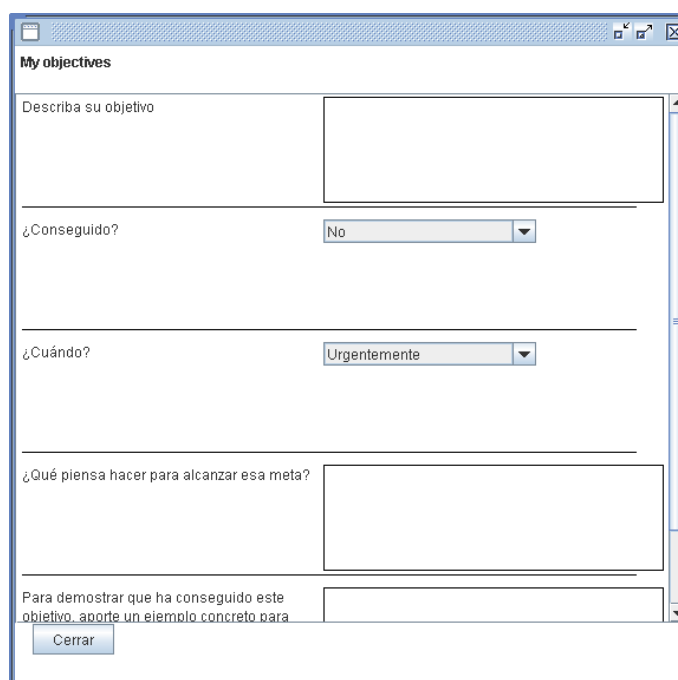 My objectives
Describa su objetivo
¿Conseguido?
No
¿Cuándo?
Urgentemente
¿Qué piensa hacer para alcanzar esa meta?
Para demostrar que ha conseguido este
objetivo, aporte un ejemplo concreto para
Cerrar